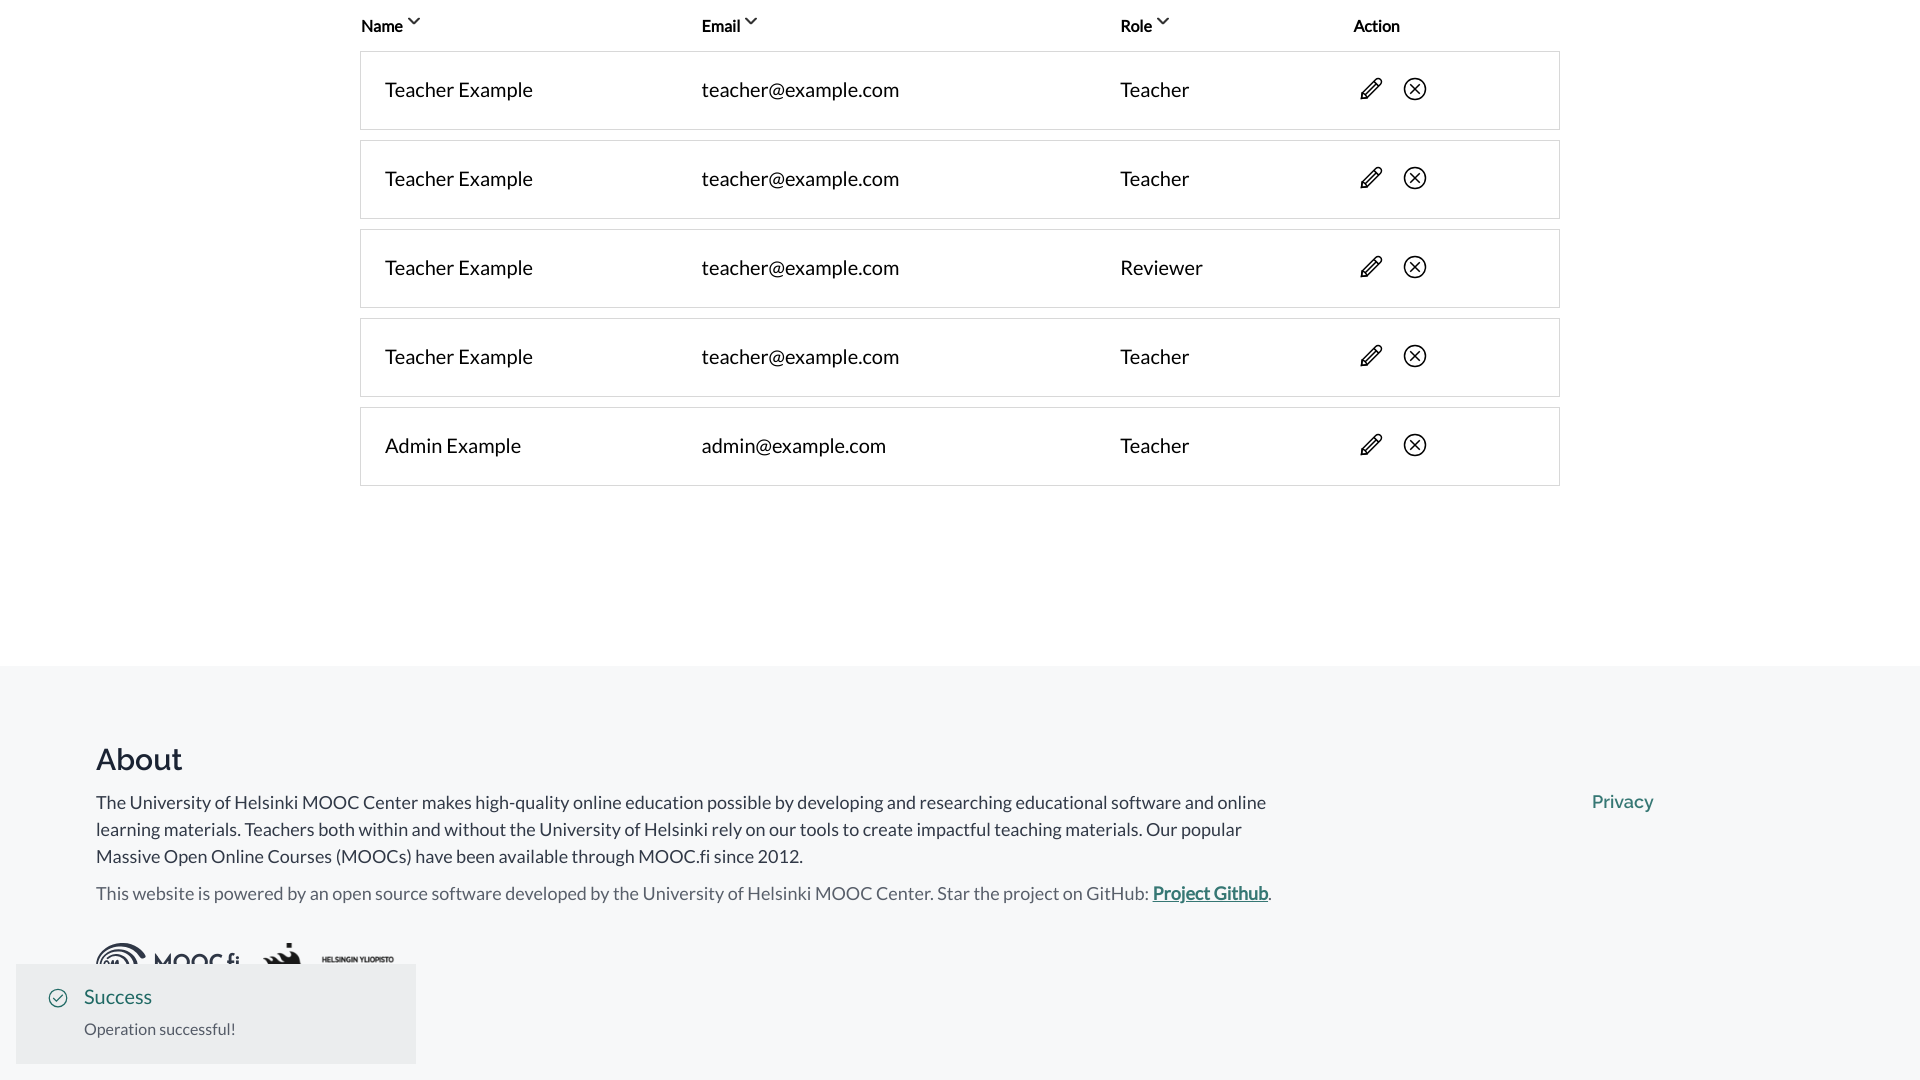 Name Email Role Action
Teacher Example teacher@example.com Teacher
Teacher Example teacher@example.com Teacher
Teacher Example teacher@example.com Reviewer
Teacher Example teacher@example.com Teacher
Admin Example admin@example.com Teacher
About
The University of Helsinki MOOC Center makes high-quality online education possible by developing and researching educational software and online
learning materials. Teachers both within and without the University of Helsinki rely on our tools to create impactful teaching materials. Our popular
Massive Open Online Courses (MOOCs) have been available through MOOC.fi since 2012.
Privacy
This website is powered by an open source software developed by the University of Helsinki MOOC Center. Star the project on GitHub: Project Github.
MOOC.fi HELSINGIN YLIOPISTO
Success
Operation successful!